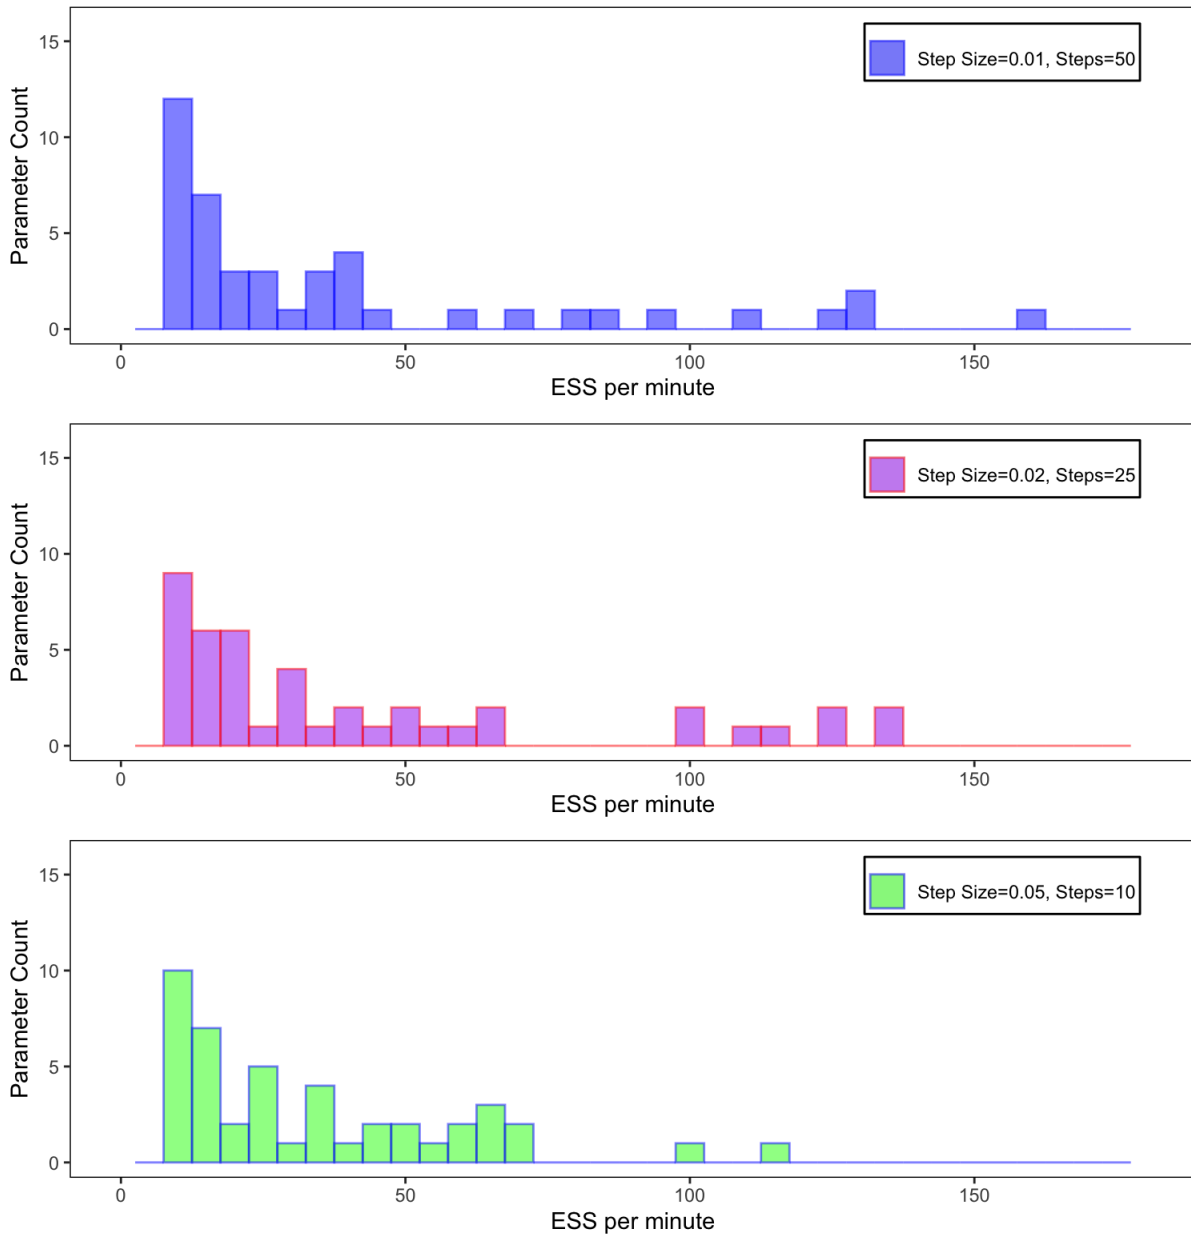 15
Step Size=0.01, Steps=50
10
5
0
Parameter Count
0 50 100 150
ESS per minute
15
Step Size=0.02, Steps=25
10
5
0
Parameter Count
0 50 100 150
ESS per minute
15
Step Size=0.05, Steps=10
10
5
0
Parameter Count
0 50 100 150
ESS per minute